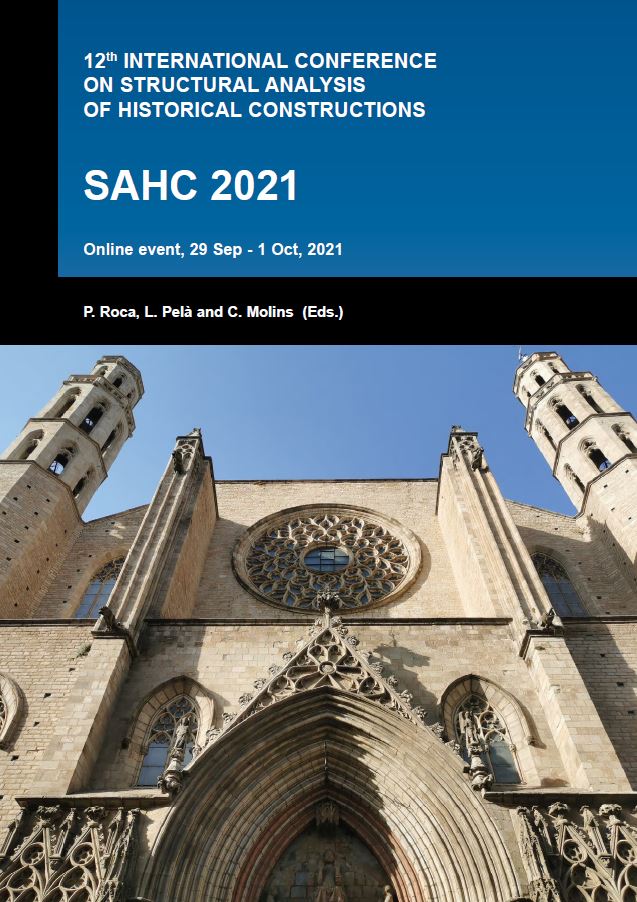 12th INTERNATIONAL CONFERENCE
ON STRUCTURAL ANALYSIS
OF HISTORICAL CONSTRUCTIONS
SAHC 2021
Online event, 29 Sep - 1 Oct, 2021
P. Roca, L. Pelà and C. Molins (Eds.)